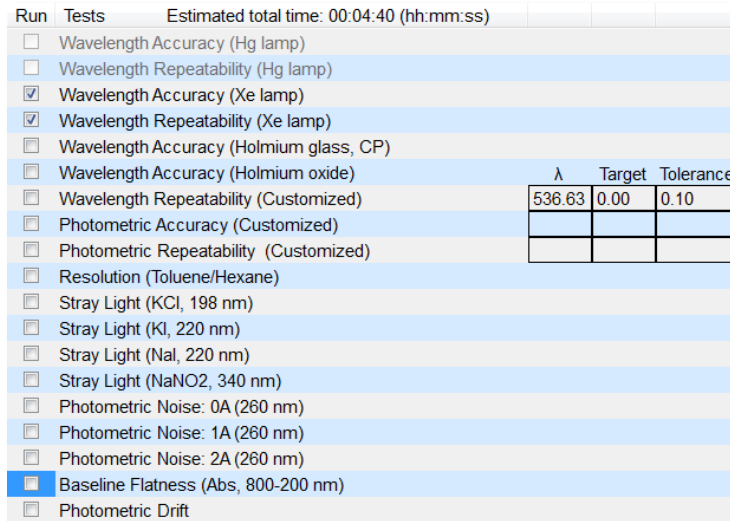 Run Tests Estimated total time: 00:04:40 (hh:mm:ss)
Wavelength Accuracy (Hg lamp)
Wavelength Repeatability (Hg lamp)
Wavelength Accuracy (Xe lamp)
Wavelength Repeatability (Xe lamp)
Wavelength Accuracy (Holmium glass, CP)
Wavelength Accuracy (Holmium oxide) λ Target Tolerance
Wavelength Repeatability (Customized) 536.63 0.00 0.10
Photometric Accuracy (Customized)
Photometric Repeatability (Customized)
Resolution (Toluene/Hexane)
Stray Light (KCl, 198 nm)
Stray Light (KI, 220 nm)
Stray Light (NaI, 220 nm)
Stray Light (NaNO2, 340 nm)
Photometric Noise: 0A (260 nm)
Photometric Noise: 1A (260 nm)
Photometric Noise: 2A (260 nm)
Baseline Flatness (Abs, 800-200 nm)
Photometric Drift